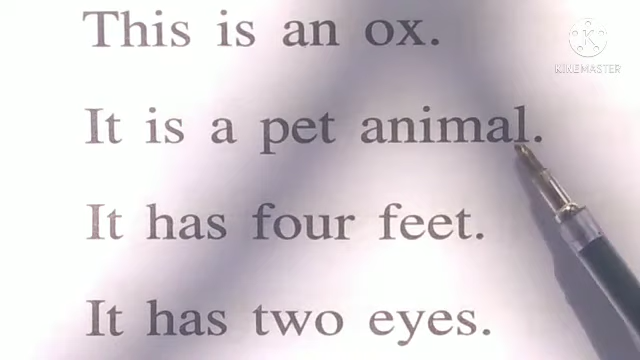 This is an ox.
KINEMASTER
It is a pet animal.
It has four feet.
It has two eyes.